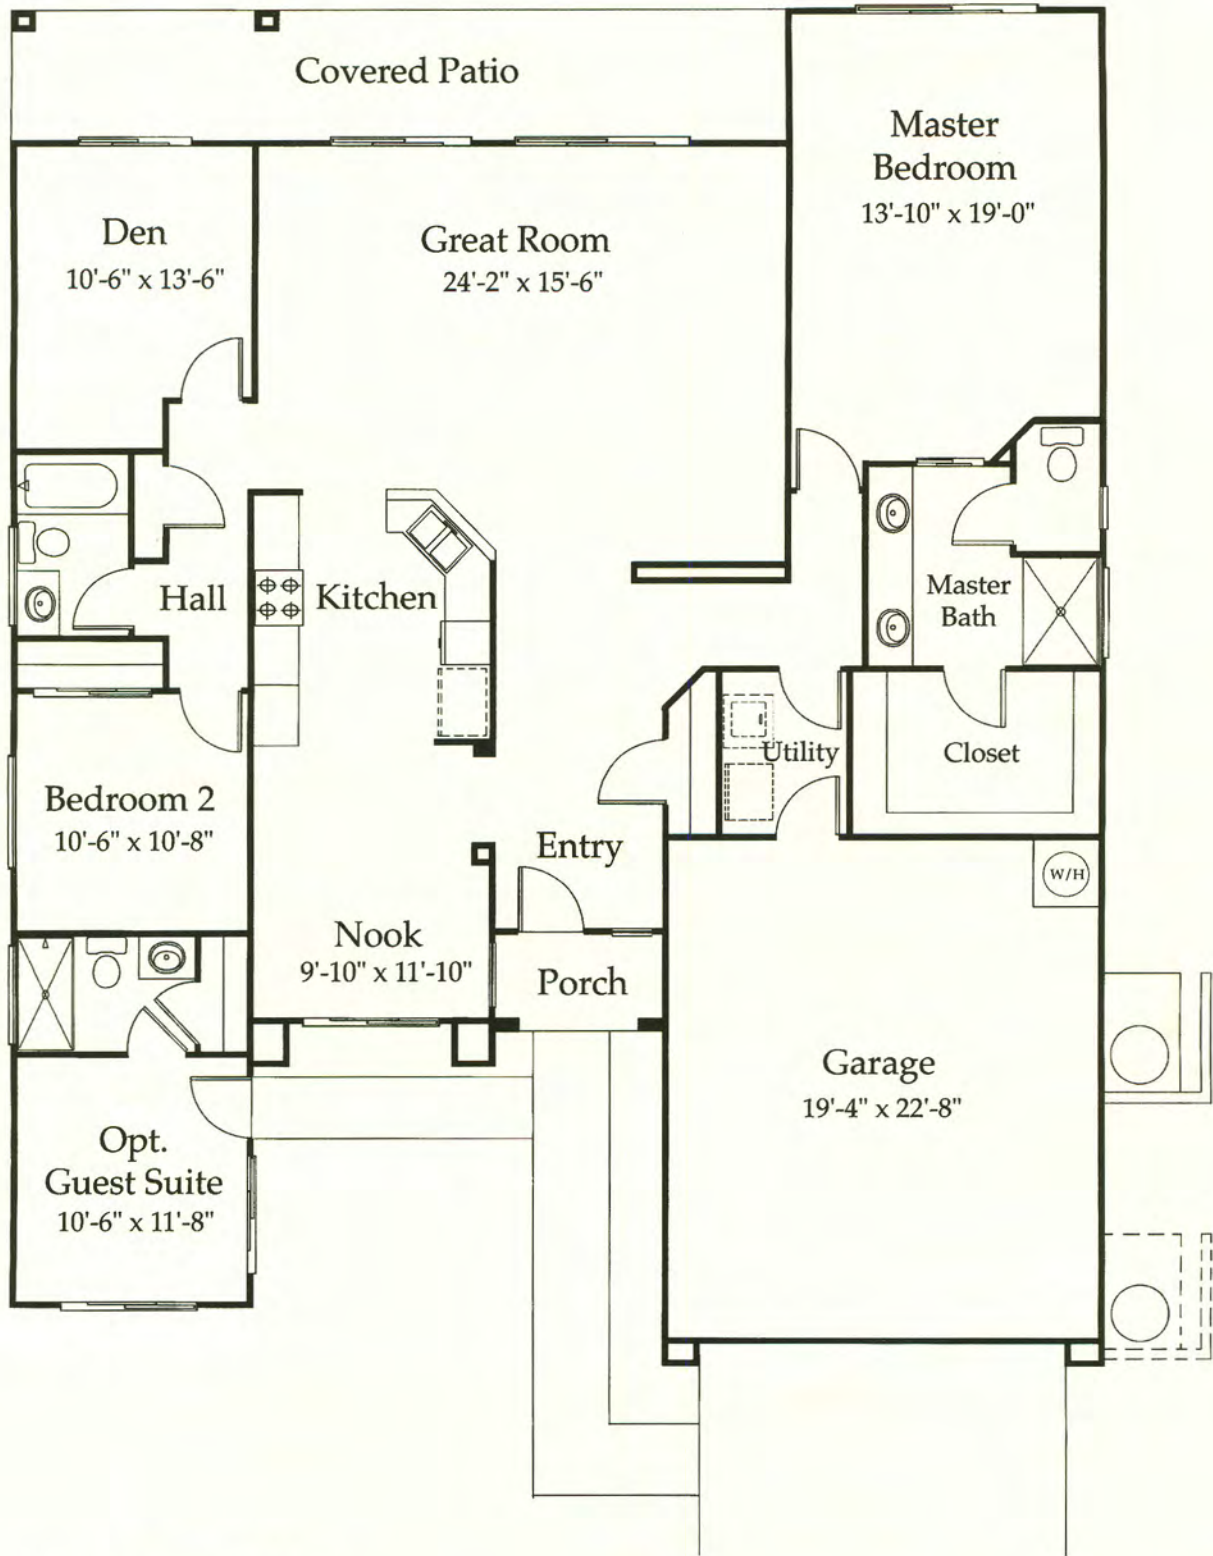 Covered Patio
Master
Bedroom
13'-10" x 19'-0"
Den
10'-6" x 13'-6"
Great Room
24'-2" x 15'-6"
Hall
Kitchen
Master
Bath
Utility
Closet
Bedroom 2
10'-6" x 10'-8"
Entry
W/H
Nook
9'-10" x 11'-10"
Porch
Garage
19'-4" x 22'-8"
Opt.
Guest Suite
10'-6" x 11'-8"